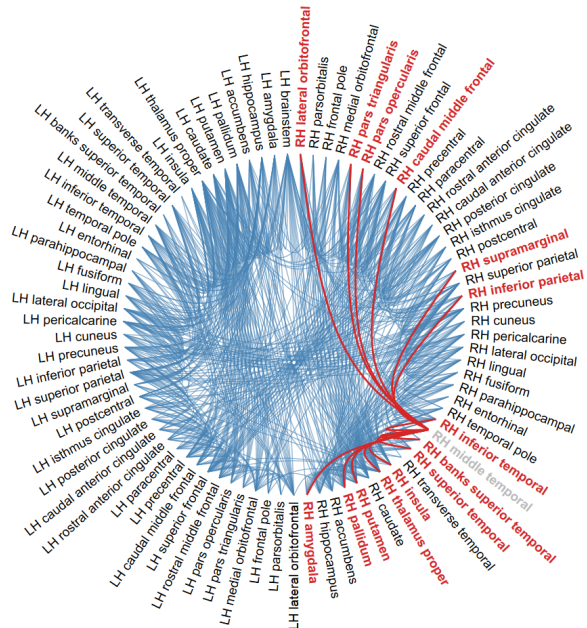 RH lateral orbitofrontal
RH parsorbitalis
RH frontal pole
RH medial orbitofrontal
RH pars triangularis
RH pars opercularis
RH rostral middle frontal
RH superior frontal
RH caudal middle frontal
RH precentral
RH paracentral
RH rostral anterior cingulate
RH caudal anterior cingulate
RH posterior cingulate
RH isthmus cingulate
RH postcentral
RH supramarginal
RH superior parietal
RH inferior parietal
RH precuneus
RH cuneus
RH pericalcarine
RH lateral occipital
RH lingual
RH fusiform
RH parahippocampal
RH entorhinal
RH temporal pole
RH inferior temporal
RH middle temporal
RH banks superior temporal
RH superior temporal
RH transverse temporal
RH insula
RH thalamus proper
RH caudate
RH putamen
RH pallidum
RH accumbens
RH hippocampus
RH amygdala
LH lateral orbitofrontal
LH parsorbitalis
LH frontal pole
LH medial orbitofrontal
LH pars triangularis
LH pars opercularis
LH rostral middle frontal
LH superior frontal
LH caudal middle frontal
LH precentral
LH paracentral
LH rostral anterior cingulate
LH caudal anterior cingulate
LH posterior cingulate
LH isthmus cingulate
LH postcentral
LH supramarginal
LH superior parietal
LH inferior parietal
LH precuneus
LH cuneus
LH pericalcarine
LH lateral occipital
LH lingual
LH fusiform
LH parahippocampal
LH entorhinal
LH temporal pole
LH inferior temporal
LH middle temporal
LH banks superior temporal
LH superior temporal
LH transverse temporal
LH insula
LH thalamus proper
LH caudate
LH putamen
LH pallidum
LH accumbens
LH hippocampus
LH amygdala
LH brainstem